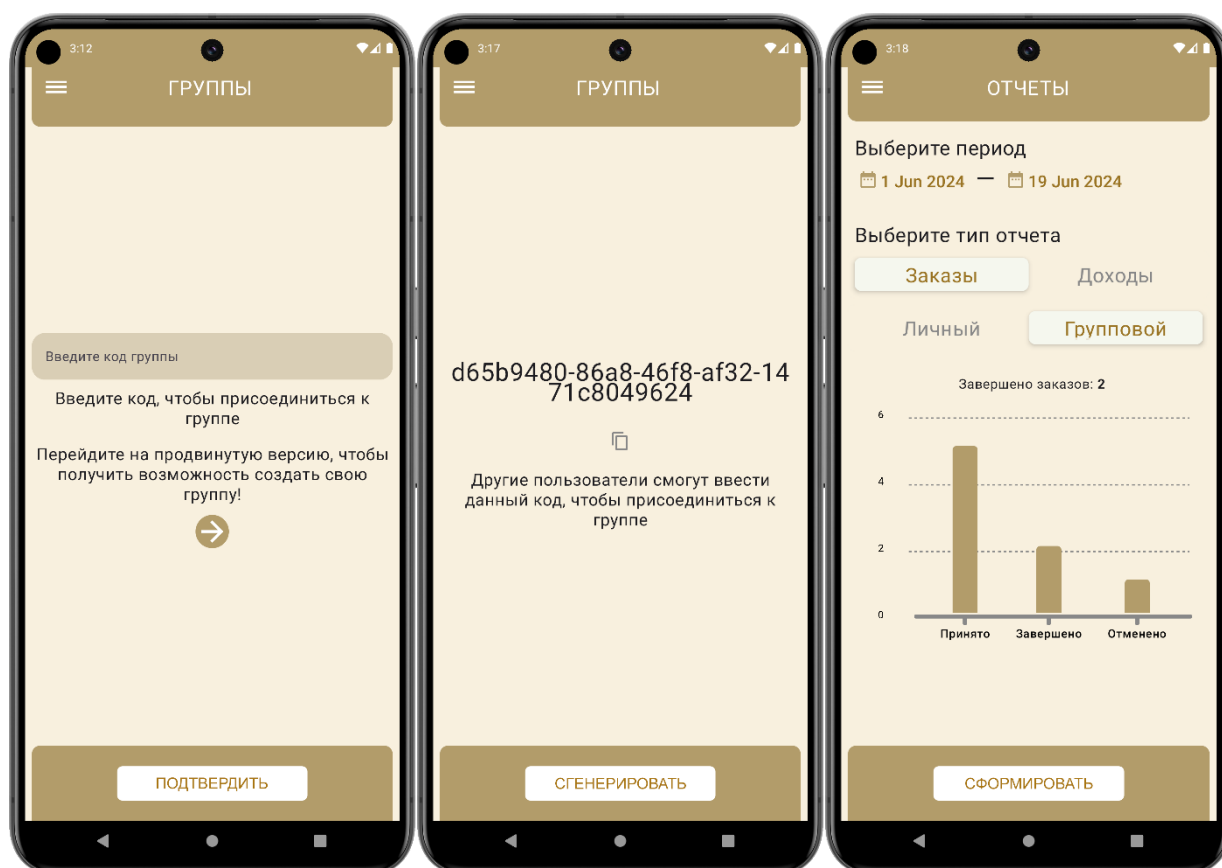 3:12
ГРУППЫ
Введите код группы
Введите код, чтобы присоединиться к
группе
Перейдите на продвинутую версию, чтобы
получить возможность создать свою
группу!
ПОДТВЕРДИТЬ
3:17
ГРУППЫ
d65b9480-86a8-46f8-af32-14
71c8049624
Другие пользователи смогут ввести
данный код, чтобы присоединиться к
группе
СГЕНЕРИРОВАТЬ
3:18
ОТЧЕТЫ
Выберите период
1 Jun 2024 — 19 Jun 2024
Выберите тип отчета
Заказы Доходы
Личный Групповой
Завершено заказов: 2
6
4
2
0
Принято Завершено Отменено
СФОРМИРОВАТЬ